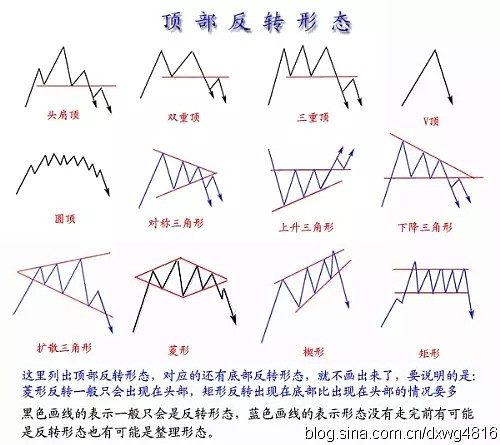 顶部反转形态
头肩顶 双重顶 三重顶 V顶
圆顶 对称三角形 上升三角形 下降三角形
扩散三角形 菱形 楔形 矩形
这里列出顶部反转形态,对应的还有底部反转形态,就不画出来了,要说明的是:
菱形反转一般只会出现在头部,矩形反转出现在底部比出现在头部的情况要多
黑色画线的表示一般只会是反转形态,蓝色画线的表示形态没有走完前有可能
是反转形态也有可能是整理形态。
blog.sina.com.cn/dxwg4816